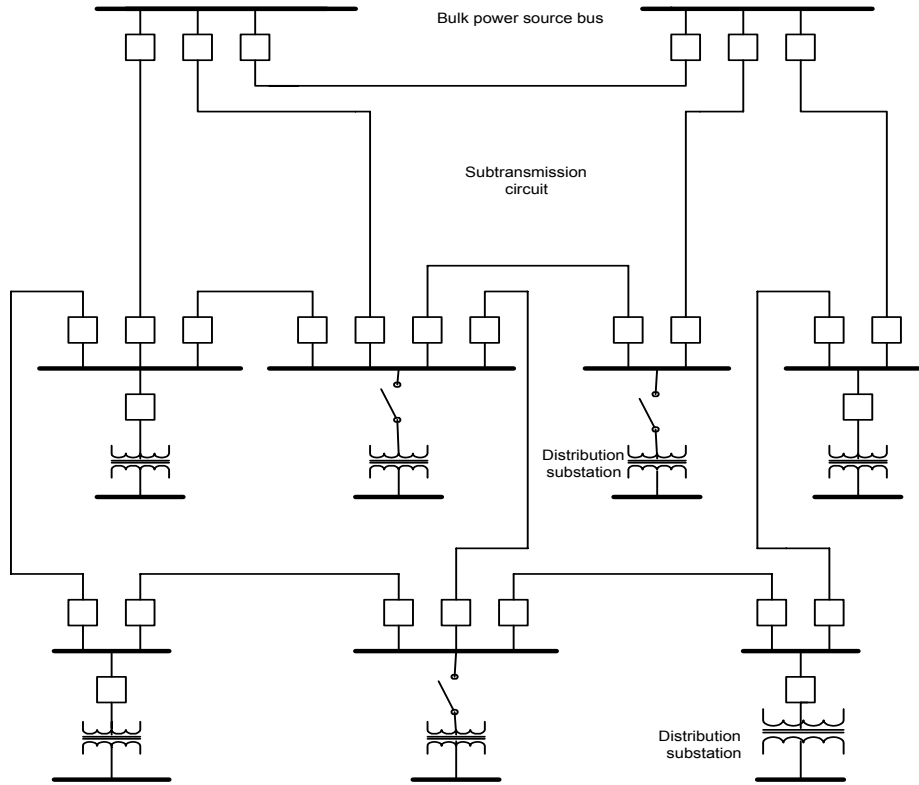 Bulk power source bus
Subtransmission
circuit
Distribution
substation
Distribution
substation